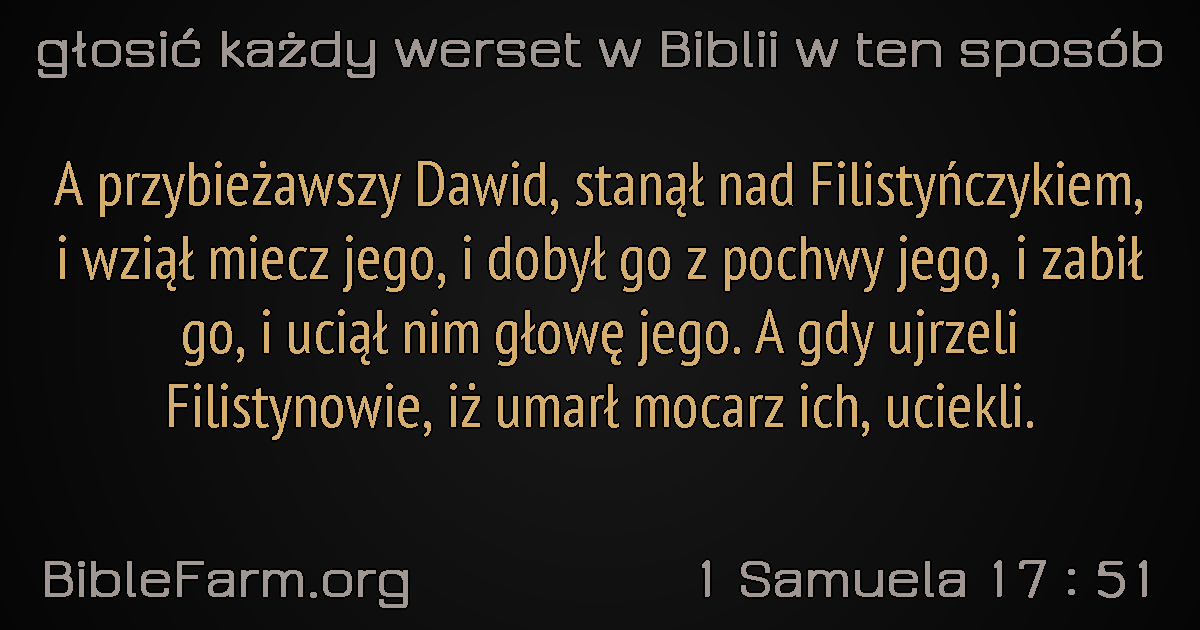 głosić każdy werset w Biblii w ten sposób
A przybieżawszy Dawid, stanął nad Filistyńczykiem,
i wziął miecz jego, i dobył go z pochwy jego, i zabił
go, i uciął nim głowę jego. A gdy ujrzeli
Filistynowie, iż umarł mocarz ich, uciekli.
BibleFarm.org
1 Samuela 17 : 51